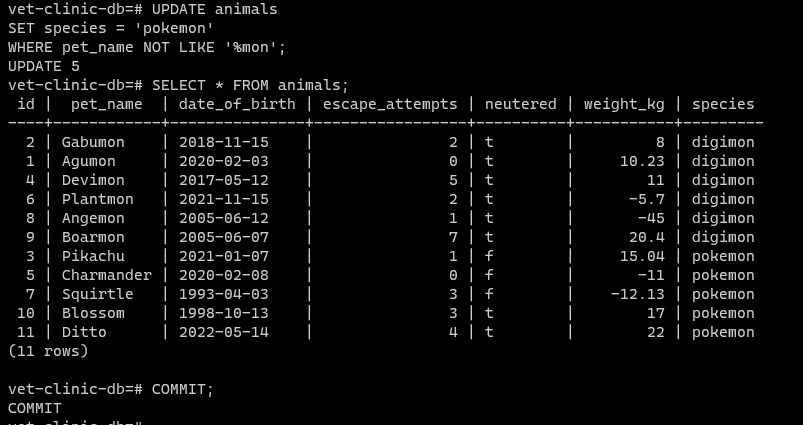 vet-clinic-db=# UPDATE animals
SET species = 'pokemon'
WHERE pet_name NOT LIKE '%mon';
UPDATE 5
vet-clinic-db=# SELECT * FROM animals;
 id |  pet_name  | date_of_birth | escape_attempts | neutered | weight_kg | species
----+------------+---------------+-----------------+----------+-----------+---------
  2 | Gabumon    | 2018-11-15    |               2 | t        |         8 | digimon
  1 | Agumon     | 2020-02-03    |               0 | t        |     10.23 | digimon
  4 | Devimon    | 2017-05-12    |               5 | t        |        11 | digimon
  6 | Plantmon   | 2021-11-15    |               2 | t        |      -5.7 | digimon
  8 | Angemon    | 2005-06-12    |               1 | t        |       -45 | digimon
  9 | Boarmon    | 2005-06-07    |               7 | t        |      20.4 | digimon
  3 | Pikachu    | 2021-01-07    |               1 | f        |     15.04 | pokemon
  5 | Charmander | 2020-02-08    |               0 | f        |       -11 | pokemon
  7 | Squirtle   | 1993-04-03    |               3 | f        |    -12.13 | pokemon
 10 | Blossom    | 1998-10-13    |               3 | t        |        17 | pokemon
 11 | Ditto      | 2022-05-14    |               4 | t        |        22 | pokemon
(11 rows)

vet-clinic-db=# COMMIT;
COMMIT
vet-clinic-db=#